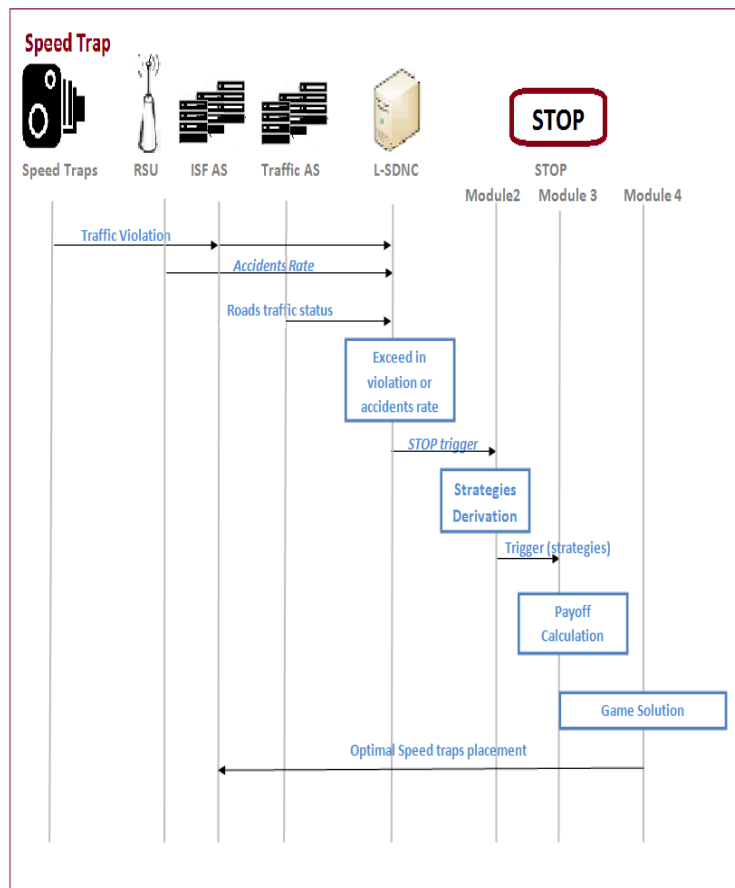 Speed Trap
STOP
Speed Traps RSU ISF AS Traffic AS L-SDNC STOP
Module2 Module 3 Module 4
Traffic Violation
Accidents Rate
Roads traffic status
Exceed in
violation or
accidents rate
STOP trigger
Strategies
Derivation
Trigger (strategies)
Payoff
Calculation
Game Solution
Optimal Speed traps placement